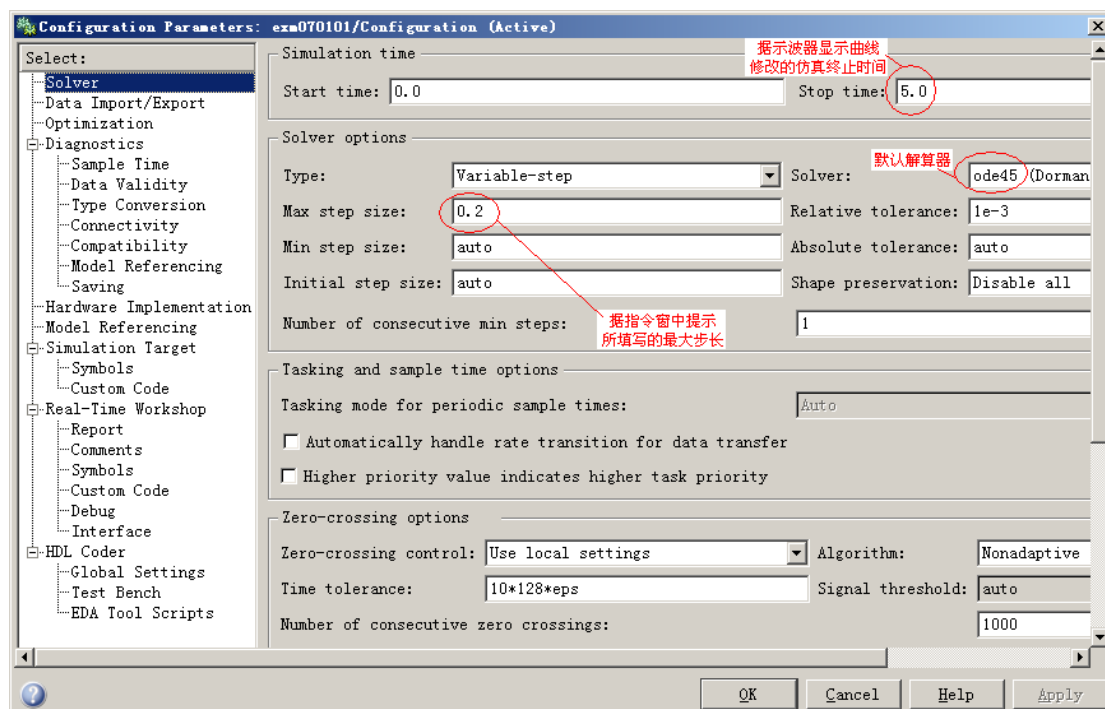 Configuration Parameters: exm070101/Configuration (Active)
Select:
Solver
Data Import/Export
Optimization
Diagnostics
Sample Time
Data Validity
Type Conversion
Connectivity
Compatibility
Model Referencing
Saving
Hardware Implementation
Model Referencing
Simulation Target
Symbols
Custom Code
Real-Time Workshop
Report
Comments
Symbols
Custom Code
Debug
Interface
HDL Coder
Global Settings
Test Bench
EDA Tool Scripts
Simulation time
据示波器显示曲线
修改的仿真终止时间
Start time: 0.0 Stop time: 5.0
Solver options
默认解算器
Type: Variable-step Solver: ode45 (Dorman
Max step size: 0.2 Relative tolerance: 1e-3
Min step size: auto Absolute tolerance: auto
Initial step size: auto Shape preservation: Disable all
Number of consecutive min steps: 1
据指令窗中提示
所填写的最大步长
Tasking and sample time options
Tasking mode for periodic sample times: Auto
Automatically handle rate transition for data transfer
Higher priority value indicates higher task priority
Zero-crossing options
Zero-crossing control: Use local settings Algorithm: Nonadaptive
Time tolerance: 10*128*eps Signal threshold: auto
Number of consecutive zero crossings: 1000
OK Cancel Help Apply